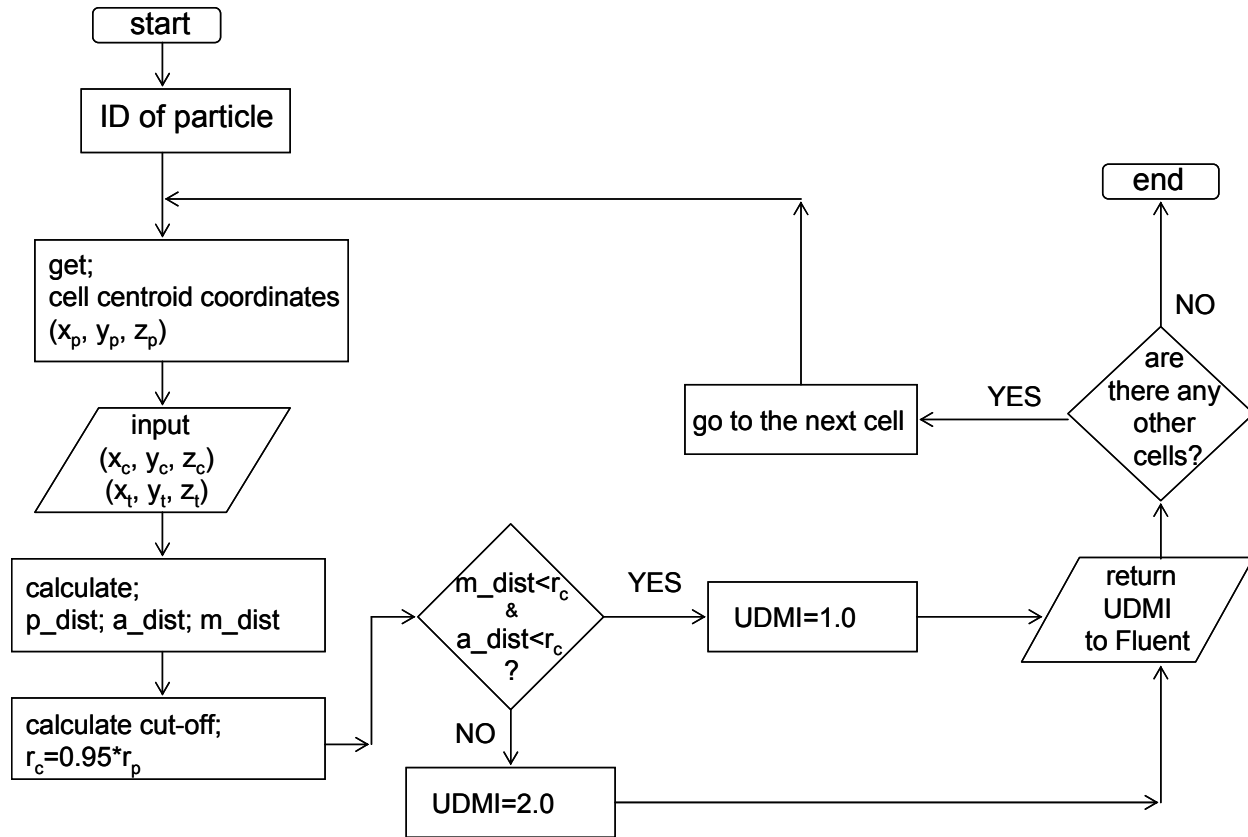 start
ID of particle
get;
cell centroid coordinates
(xp, yp, zp)
input
(xc, yc, zc)
(xt, yt, zt)
calculate;
p_dist; a_dist; m_dist
calculate cut-off;
rc=0.95*rp
m_dist<rc
&
a_dist<rc
?
YES
UDMI=1.0
NO
UDMI=2.0
return
UDMI
to Fluent
are
there any
other
cells?
YES
go to the next cell
NO
end